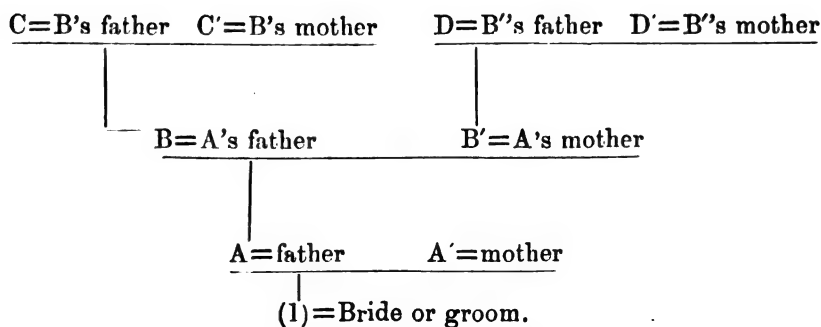 C=B's father C′=B's mother D=B′'s father D′=B′'s mother
B=A's father B′=A's mother
A=father A′=mother
(1)=Bride or groom.